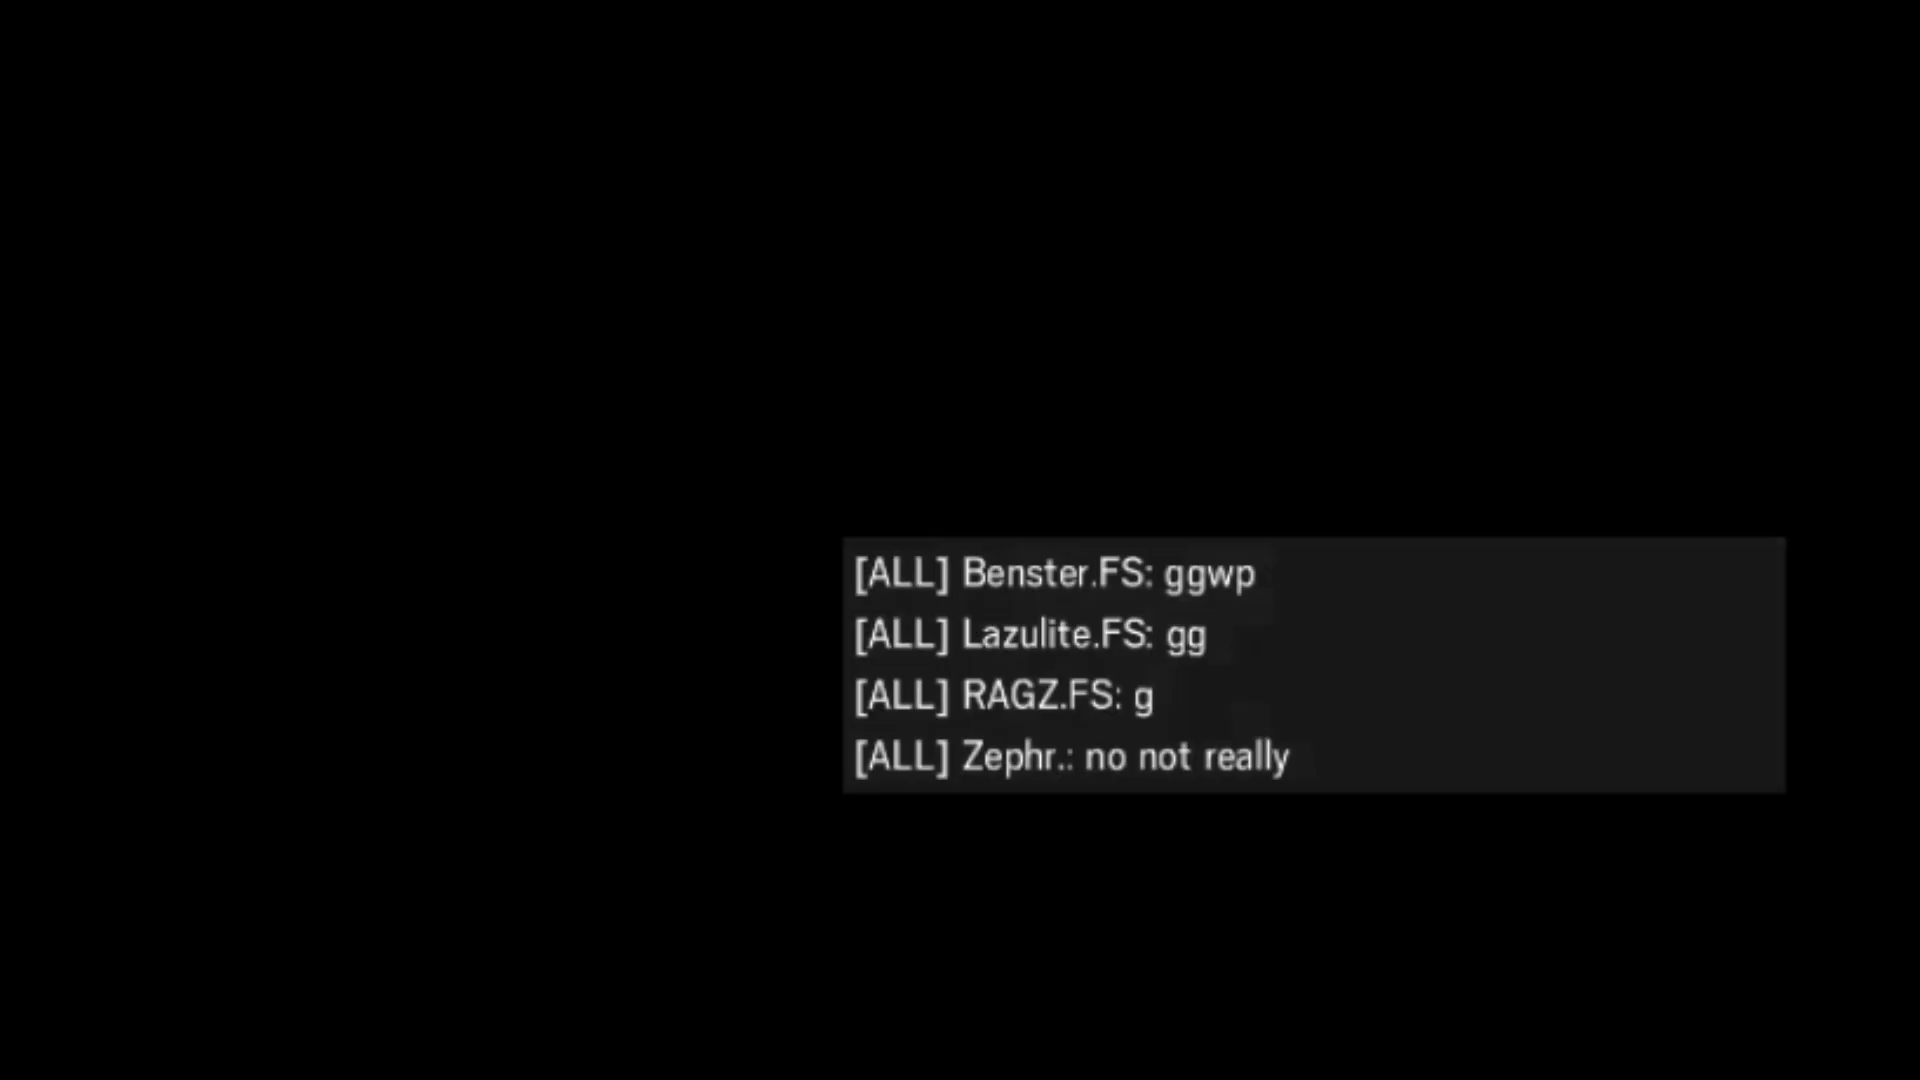 [ALL] Benster.FS: ggwp
[ALL] Lazulite.FS: gg
[ALL] RAGZ.FS: g
[ALL] Zephr.: no not really